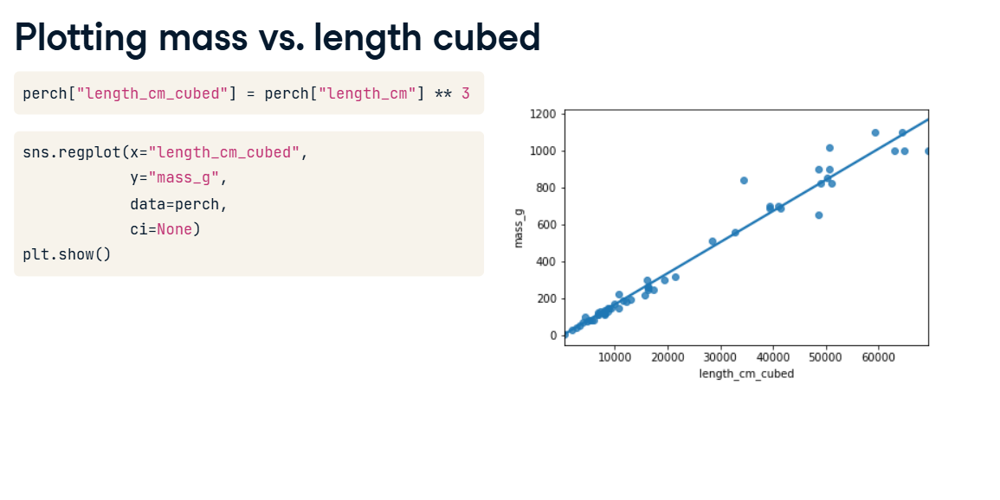 Plotting mass vs. length cubed
perch["length_cm_cubed"] = perch["length_cm"] ** 3
sns.regplot(x="length_cm_cubed",
            y="mass_g",
            data=perch,
            ci=None)
plt.show()
1200
1000
800
600
400
200
0
mass_g
10000 20000 30000 40000 50000 60000
length_cm_cubed